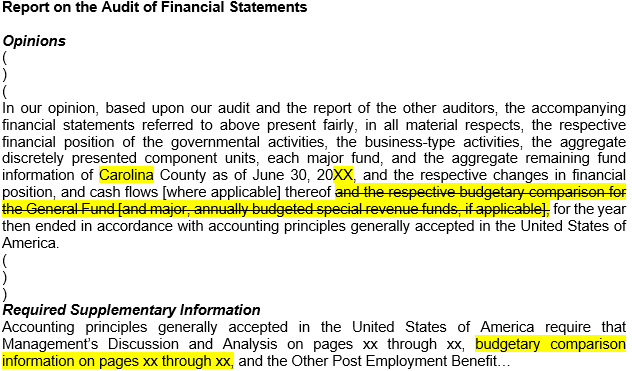 Report on the Audit of Financial Statements
Opinions
(
)
(
In our opinion, based upon our audit and the report of the other auditors, the accompanying
financial statements referred to above present fairly, in all material respects, the respective
financial position of the governmental activities, the business-type activities, the aggregate
discretely presented component units, each major fund, and the aggregate remaining fund
information of Carolina County as of June 30, 20XX, and the respective changes in financial
position, and cash flows [where applicable] thereof and the respective budgetary comparison for
the General Fund [and major, annually budgeted special revenue funds, if applicable], for the year
then ended in accordance with accounting principles generally accepted in the United States of
America.
(
)
)
Required Supplementary Information
Accounting principles generally accepted in the United States of America require that
Management's Discussion and Analysis on pages xx through xx, budgetary comparison
information on pages xx through xx, and the Other Post Employment Benefit…